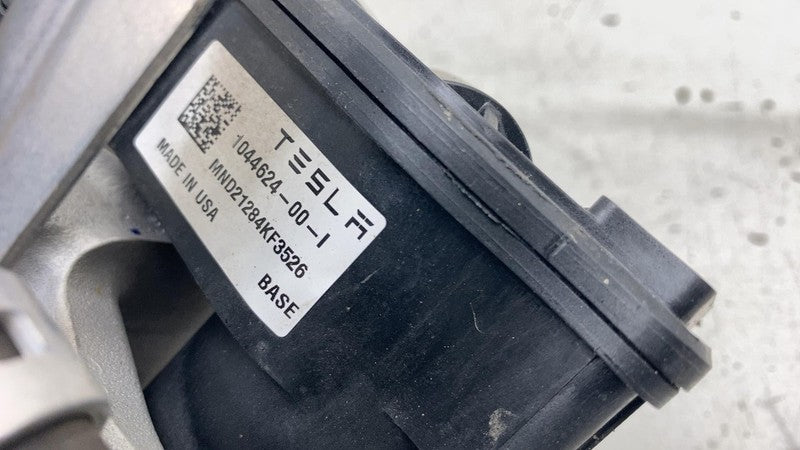 TESLA
1044624-00-I
MND21284KF3526
MADE IN USA
BASE